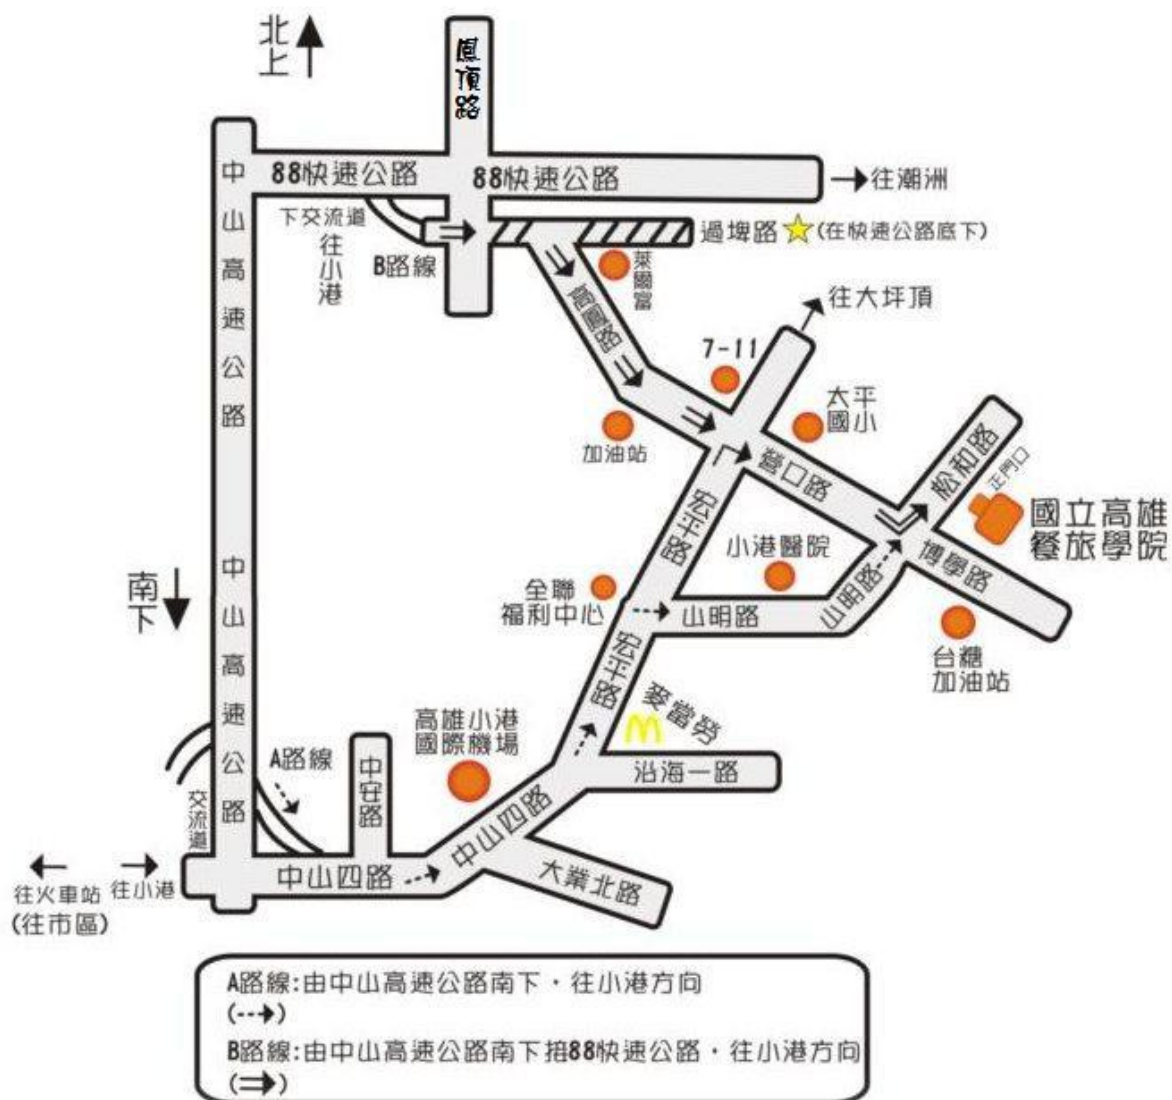 北上
鳳頂路
88快速公路
88快速公路
往潮洲
下交流道
往小港
B路線
過埤路
(在快速公路底下)
萊爾富
高鳳路
往大坪頂
7-11
加油站
太平
國小
中山高速公路
營口路
松和路
正門口
國立高雄
餐旅學院
宏平路
小港醫院
博學路
南下
全聯
福利中心
山明路
山明路
台糖
加油站
中山高速公路
宏平路
麥當勞
高雄小港
國際機場
A路線
中安路
沿海一路
交流道
中山四路
中山四路
大業北路
往火車站
(往市區)
往小港
A路線:由中山高速公路南下,往小港方向
(--→)
B路線:由中山高速公路南下接88快速公路,往小港方向
(⇒)